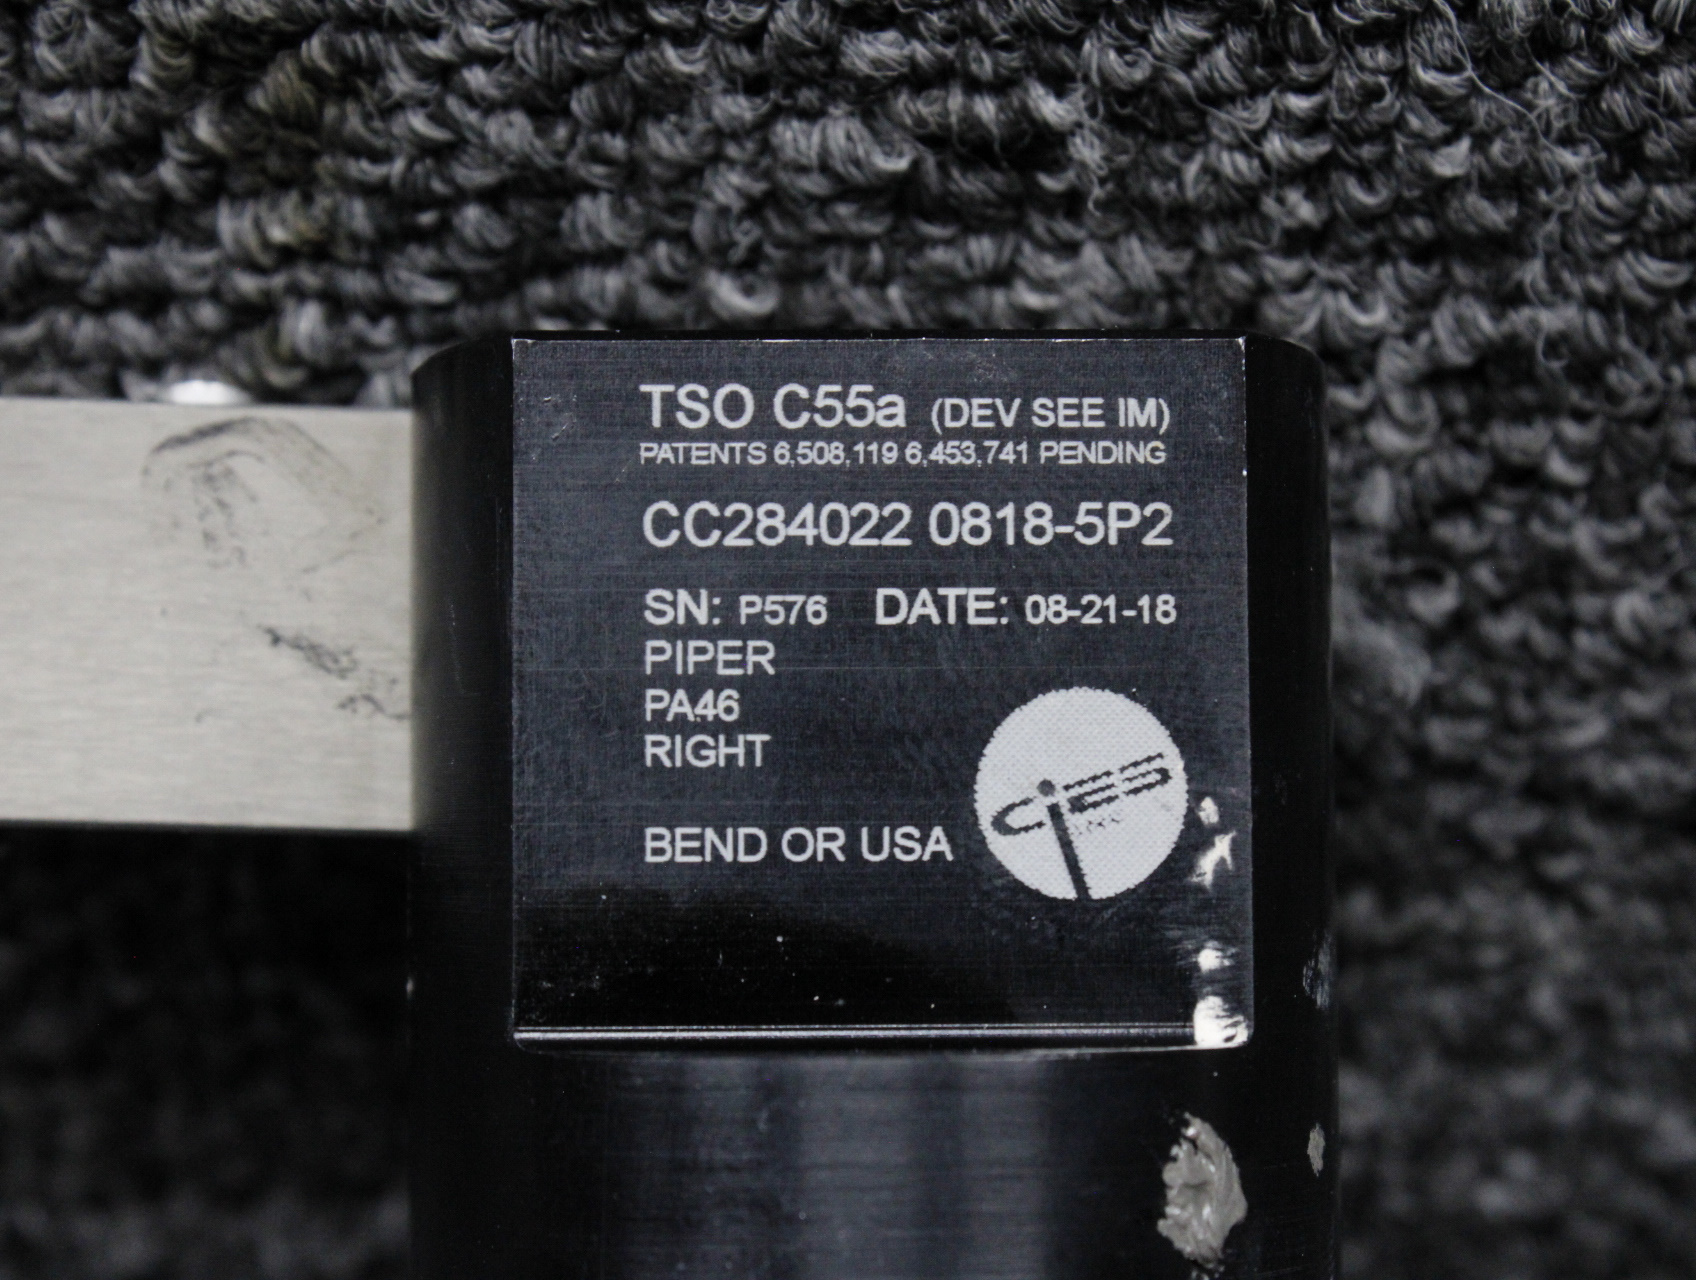 TSO C55a (DEV SEE IM)
PATENTS 6,508,119 6,453,741 PENDING
CC284022 0818-5P2
SN: P576 DATE: 08-21-18
PIPER
PA46
RIGHT
CIES
BEND OR USA